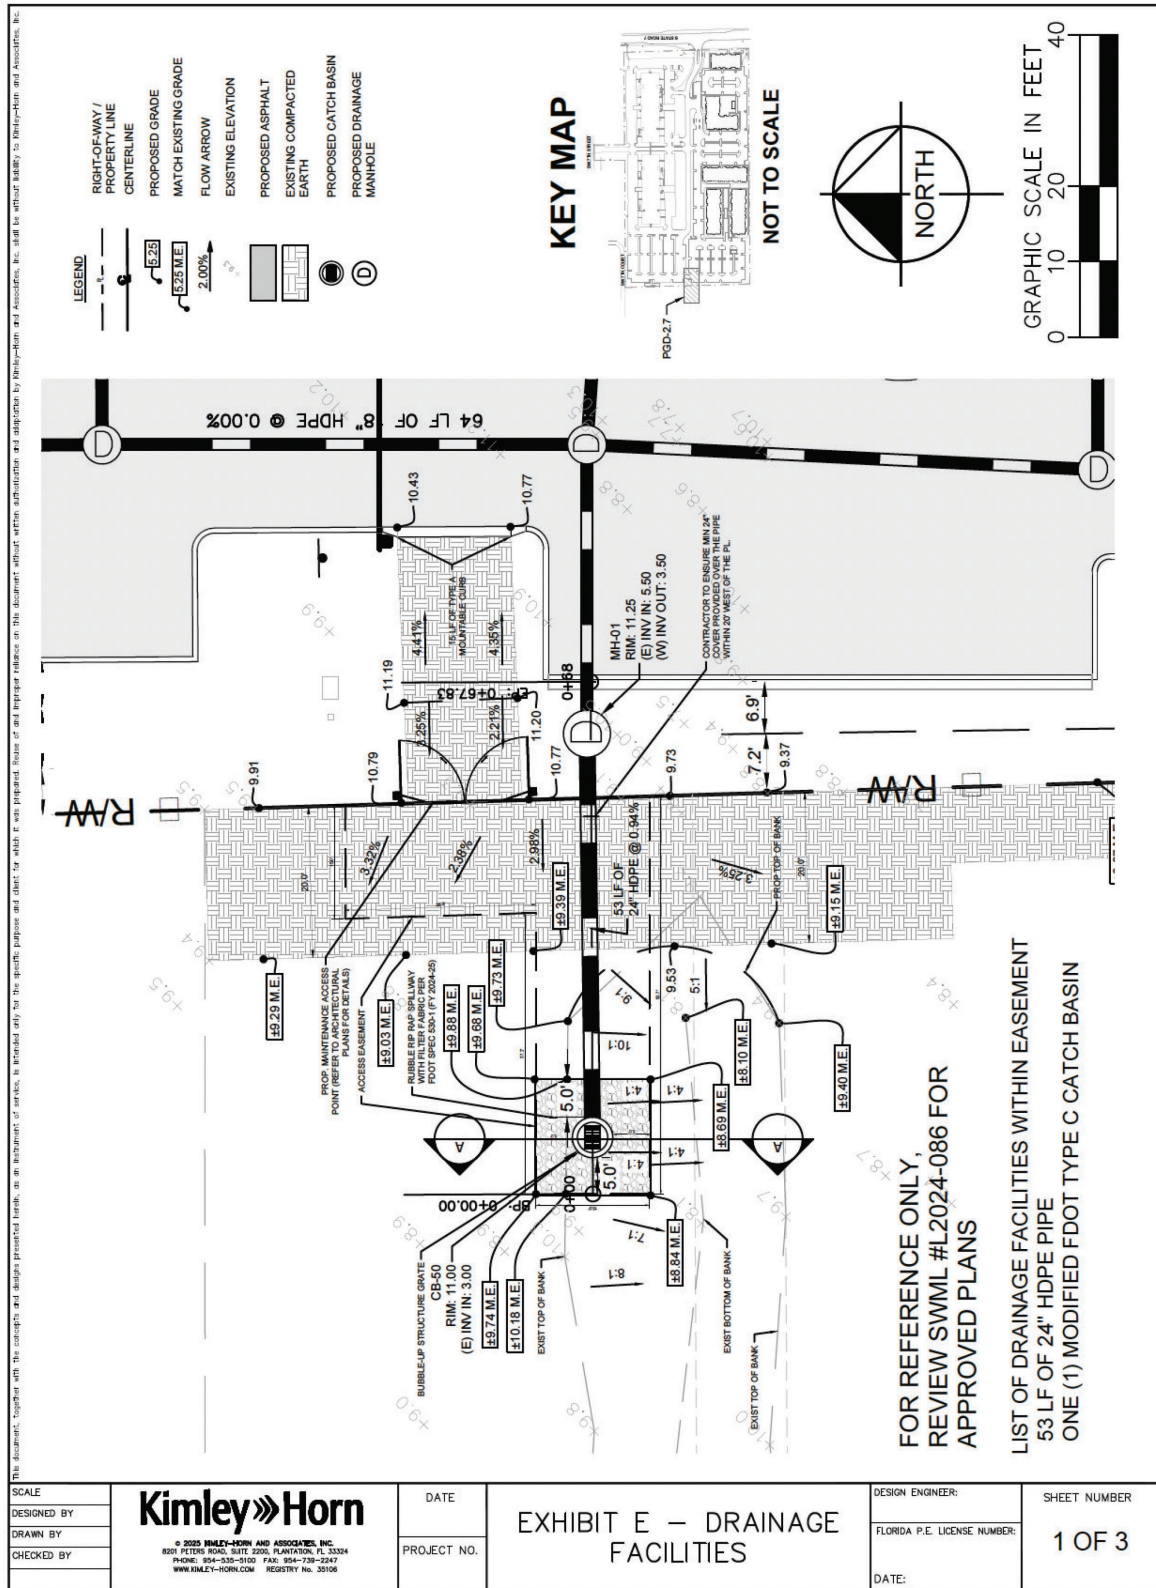 This document, together with the concepts and designs presented herein, as an instrument of service, is intended only for the specific purpose and client for which it was prepared. Reuse of and improper reliance on this document without written authorization and adaptation by Kimley-Horn and Associates, Inc. shall be without liability to Kimley-Horn and Associates, Inc.
LEGEND
RIGHT-OF-WAY /
PROPERTY LINE
CENTERLINE
5.25
PROPOSED GRADE
5.25 M.E.
MATCH EXISTING GRADE
2.00%
FLOW ARROW
+9.3
EXISTING ELEVATION
PROPOSED ASPHALT
EXISTING COMPACTED
EARTH
PROPOSED CATCH BASIN
D
PROPOSED DRAINAGE
MANHOLE
KEY MAP
S STATE ROAD 7
PGD-2.7
NOT TO SCALE
NORTH
GRAPHIC SCALE IN FEET
0 10 20 40
64 LF OF 18" HDPE @ 0.00%
D
D
D
D
10.43
10.77
15 LF OF TYPE A
MOUNTABLE CURB
4.41%
4.35%
11.19
EP: 0+67.83
0+68
3.25%
2.21%
11.20
MH-01
RIM: 11.25
(E) INV IN: 5.50
(W) INV OUT: 3.50
CONTRACTOR TO ENSURE MIN 24"
COVER PROVIDED OVER THE PIPE
WITHIN 20' WEST OF THE PL.
6.9'
7.2'
R/W
R/W
9.91
10.79
10.77
9.73
9.37
20.0'
3.32%
2.38%
2.98%
3.25%
20.0'
53 LF OF
24" HDPE @ 0.94%
PROP TOP OF BANK
±9.29 M.E.
±9.03 M.E.
±9.39 M.E.
±9.15 M.E.
PROP. MAINTENANCE ACCESS
POINT (REFER TO ARCHITECTURAL
PLANS FOR DETAILS)
ACCESS EASEMENT
RUBBLE RIP RAP SPILLWAY
WITH FILTER FABRIC PER
FDOT SPEC 530-1 (FY 2024-25)
±9.88 M.E.
±9.68 M.E.
±9.73 M.E.
9:1
10:1
9.53
5:1
±8.10 M.E.
±9.40 M.E.
A
A
5.0'
5.0'
4:1
4:1
4:1
4:1
±8.69 M.E.
±8.84 M.E.
BP: 0+00.00
0+00
BUBBLE-UP STRUCTURE GRATE
CB-50
RIM: 11.00
(E) INV IN: 3.00
±9.74 M.E.
±10.18 M.E.
EXIST TOP OF BANK
7:1
8:1
EXIST BOTTOM OF BANK
EXIST TOP OF BANK
FOR REFERENCE ONLY,
REVIEW SWML #L2024-086 FOR
APPROVED PLANS
LIST OF DRAINAGE FACILITIES WITHIN EASEMENT
53 LF OF 24" HDPE PIPE
ONE (1) MODIFIED FDOT TYPE C CATCH BASIN
SCALE
DESIGNED BY
DRAWN BY
CHECKED BY
Kimley»Horn
© 2025 KIMLEY-HORN AND ASSOCIATES, INC.
8201 PETERS ROAD, SUITE 2200, PLANTATION, FL 33324
PHONE: 954-535-5100 FAX: 954-739-2247
WWW.KIMLEY-HORN.COM REGISTRY No. 35106
DATE
PROJECT NO.
EXHIBIT E – DRAINAGE
FACILITIES
DESIGN ENGINEER:
FLORIDA P.E. LICENSE NUMBER:
DATE:
SHEET NUMBER
1 OF 3